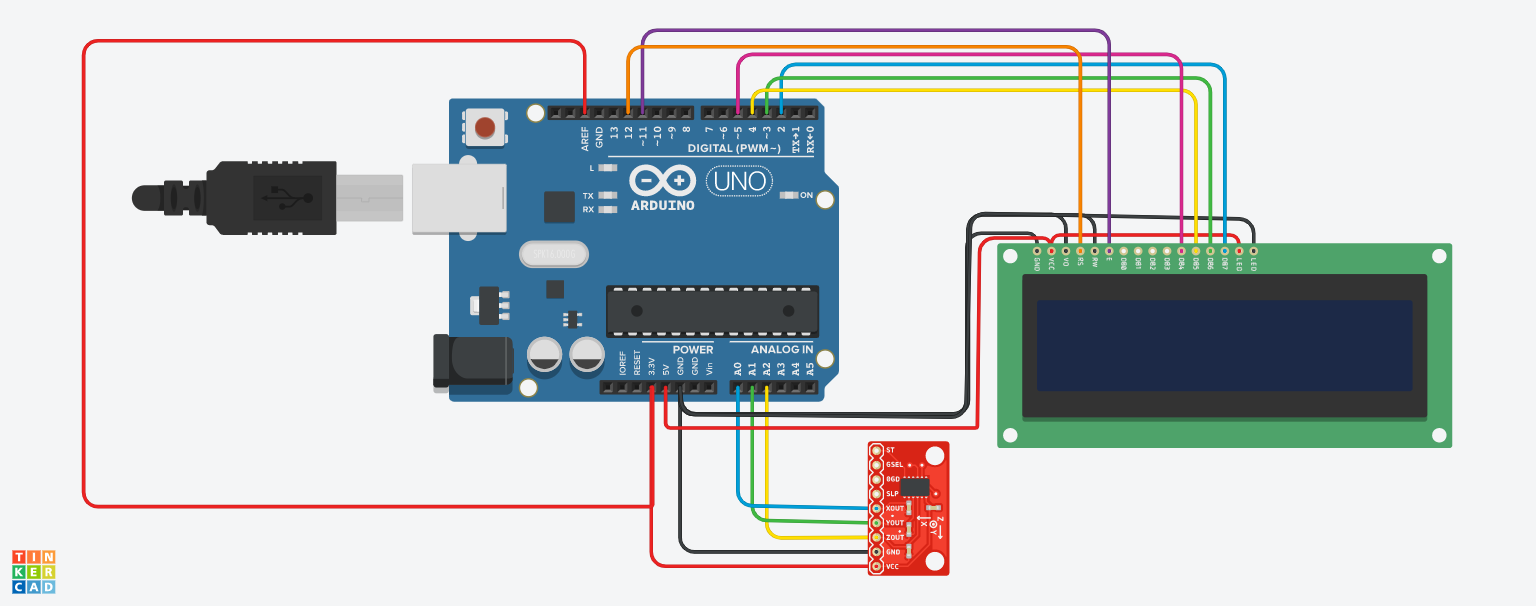 AREF
GND
13
12
~11
~10
~9
8
7
~6
~5
4
~3
2
TX→1
RX←0
DIGITAL (PWM~)
L
TX
RX
ARDUINO
UNO
ON
POWER
ANALOG IN
IOREF
RESET
3.3V
5V
GND
GND
Vin
A0
A1
A2
A3
A4
A5
GND
VCC
VO
RS
RW
E
DB0
DB1
DB2
DB3
DB4
DB5
DB6
DB7
LED
LED
ST
GSEL
0GD
SLP
XOUT
YOUT
ZOUT
GND
VCC
X
Y
Z
TIN
KER
CAD